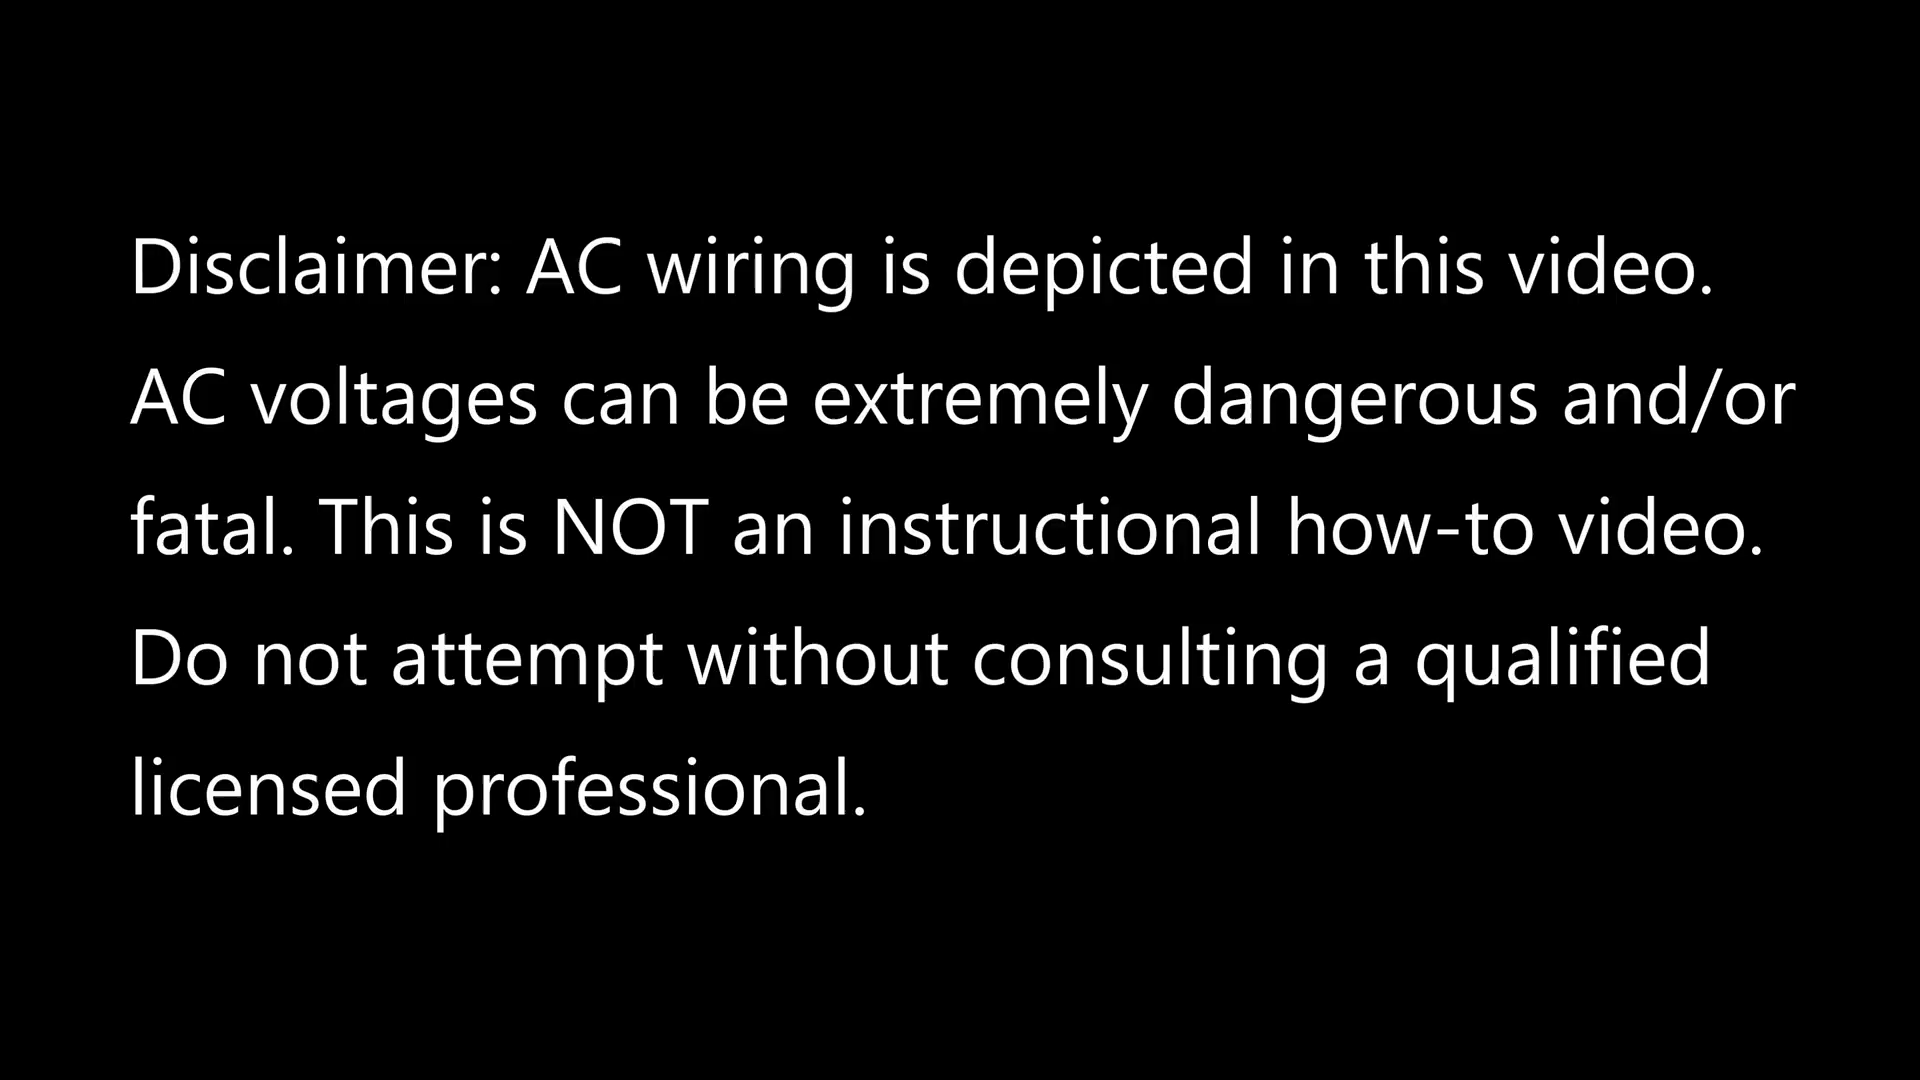 Disclaimer: AC wiring is depicted in this video.
AC voltages can be extremely dangerous and/or
fatal. This is NOT an instructional how-to video.
Do not attempt without consulting a qualified
licensed professional.